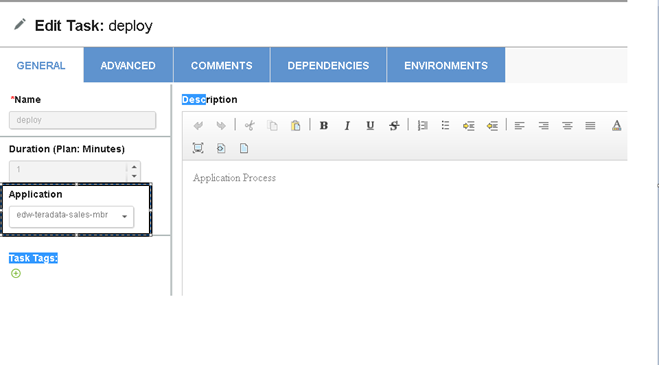 Edit Task: deploy
GENERAL ADVANCED COMMENTS DEPENDENCIES ENVIRONMENTS
*Name
deploy
Duration (Plan: Minutes)
1
Application
edw-teradata-sales-mbr
Task Tags:
Description
B I U S A
Application Process